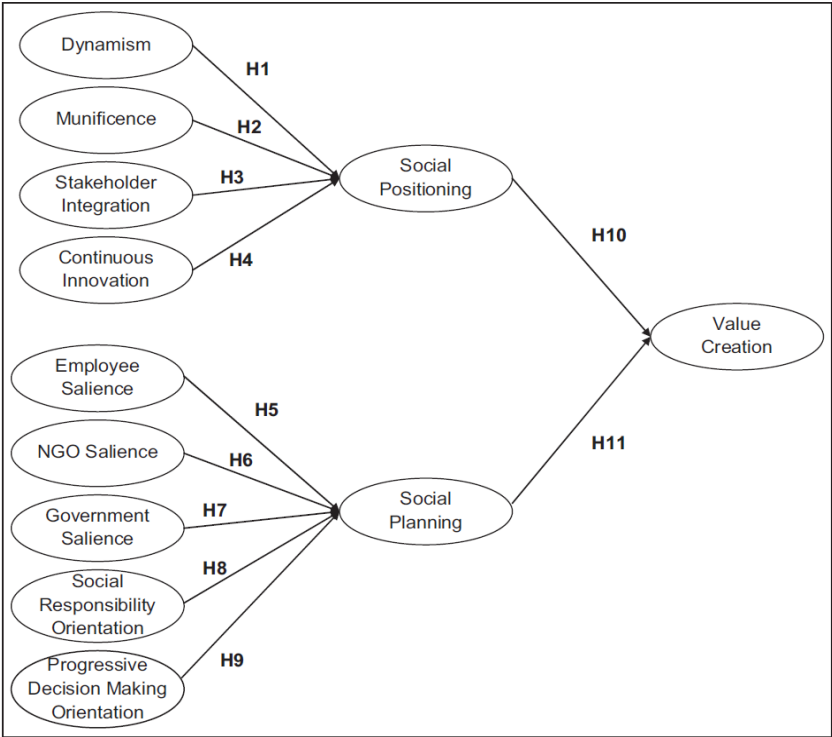 Dynamism
H1
Munificence
H2
Stakeholder
Integration
H3
Continuous
Innovation
H4
Social
Positioning
H10
Value
Creation
Employee
Salience
H5
NGO Salience
H6
Government
Salience
H7
Social
Responsibility
Orientation
H8
Progressive
Decision Making
Orientation
H9
Social
Planning
H11